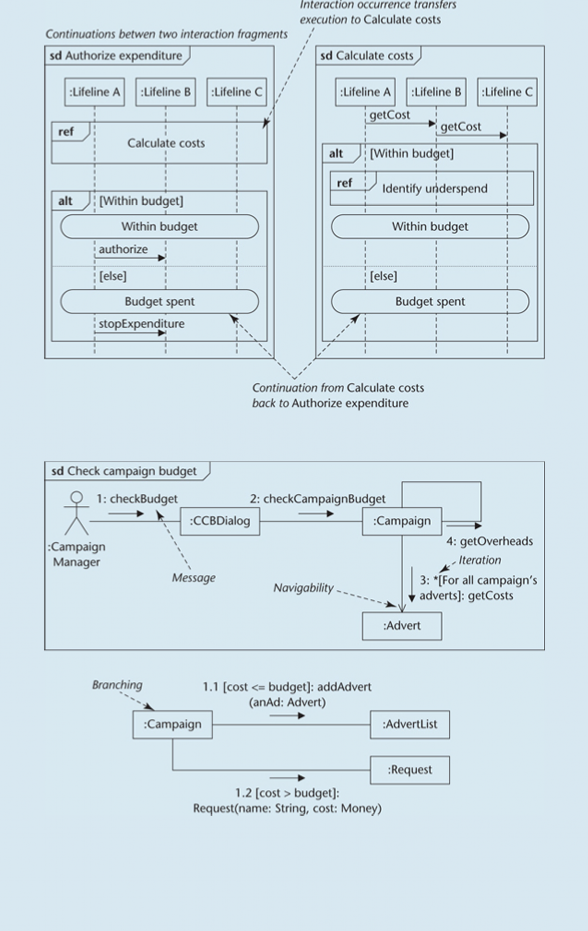 Interaction occurrence transfers
execution to Calculate costs
Continuations betwen two interaction fragments
sd Authorize expenditure
:Lifeline A
:Lifeline B
:Lifeline C
ref
Calculate costs
alt
[Within budget]
Within budget
authorize
[else]
Budget spent
stopExpenditure
sd Calculate costs
:Lifeline A
:Lifeline B
:Lifeline C
getCost
getCost
alt
[Within budget]
ref
Identify underspend
Within budget
[else]
Budget spent
Continuation from Calculate costs
back to Authorize expenditure
sd Check campaign budget
1: checkBudget
2: checkCampaignBudget
:CCBDialog
:Campaign
:Campaign
Manager
4: getOverheads
Iteration
Message
Navigability
3: *[For all campaign's
adverts]: getCosts
:Advert
Branching
1.1 [cost <= budget]: addAdvert
(anAd: Advert)
:Campaign
:AdvertList
:Request
1.2 [cost > budget]:
Request(name: String, cost: Money)